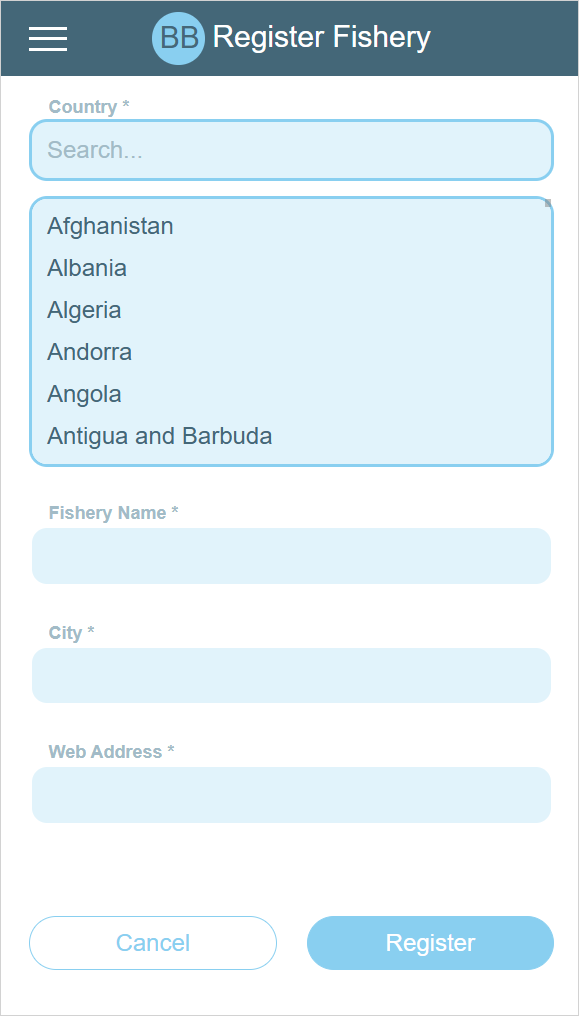 BB Register Fishery
Country *
Search...
Afghanistan
Albania
Algeria
Andorra
Angola
Antigua and Barbuda
Fishery Name *
City *
Web Address *
Cancel Register